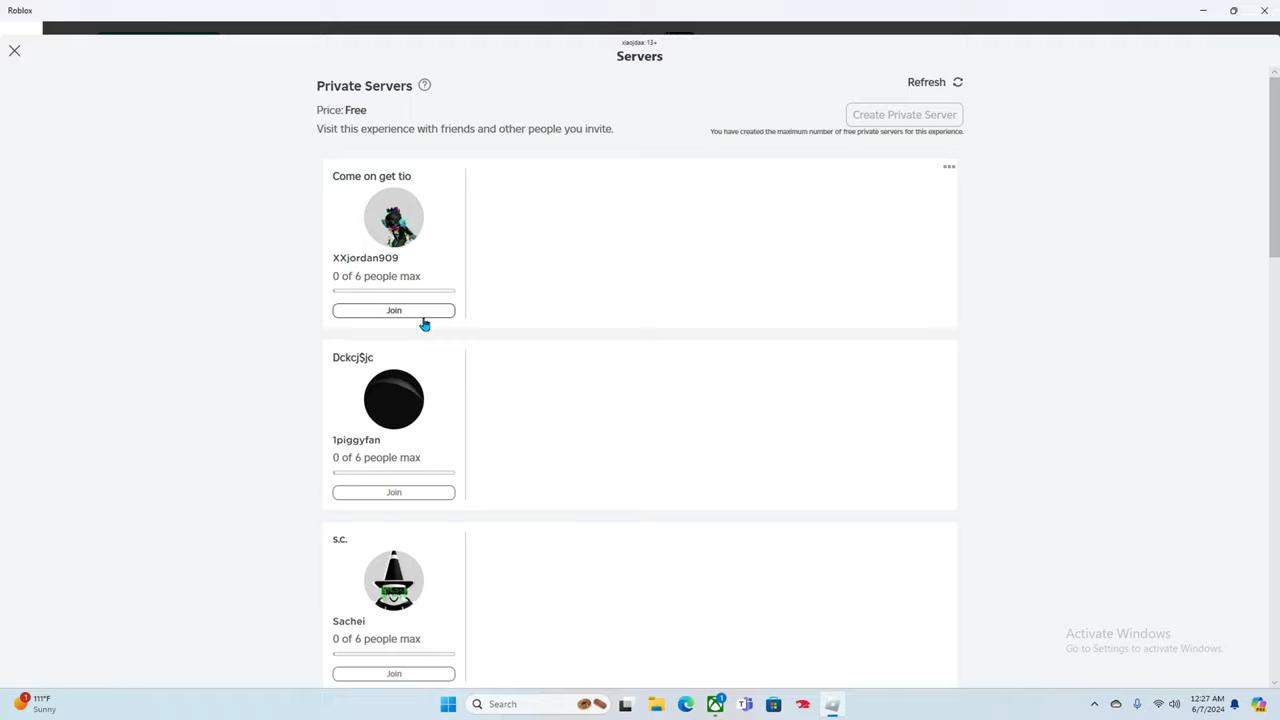 Roblox
xiaojdaa: 13+
Servers
Private Servers
Refresh
Price: Free
Create Private Server
Visit this experience with friends and other people you invite.
You have created the maximum number of free private servers for this experience.
Come on get tio
XXjordan909
0 of 6 people max
Join
Dckcj$jc
1piggyfan
0 of 6 people max
Join
s.c.
Sachei
0 of 6 people max
Join
Activate Windows
Go to Settings to activate Windows.
1
111°F
Sunny
Search
1
12:27 AM
6/7/2024